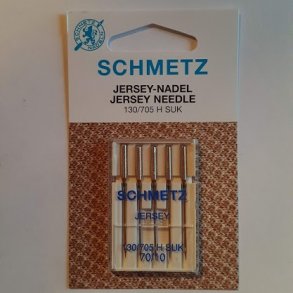 SCHMETZ
JERSEY-NADEL
JERSEY NEEDLE
130/705 H SUK
SCHMETZ
JERSEY
130/705 H SUK
70/10